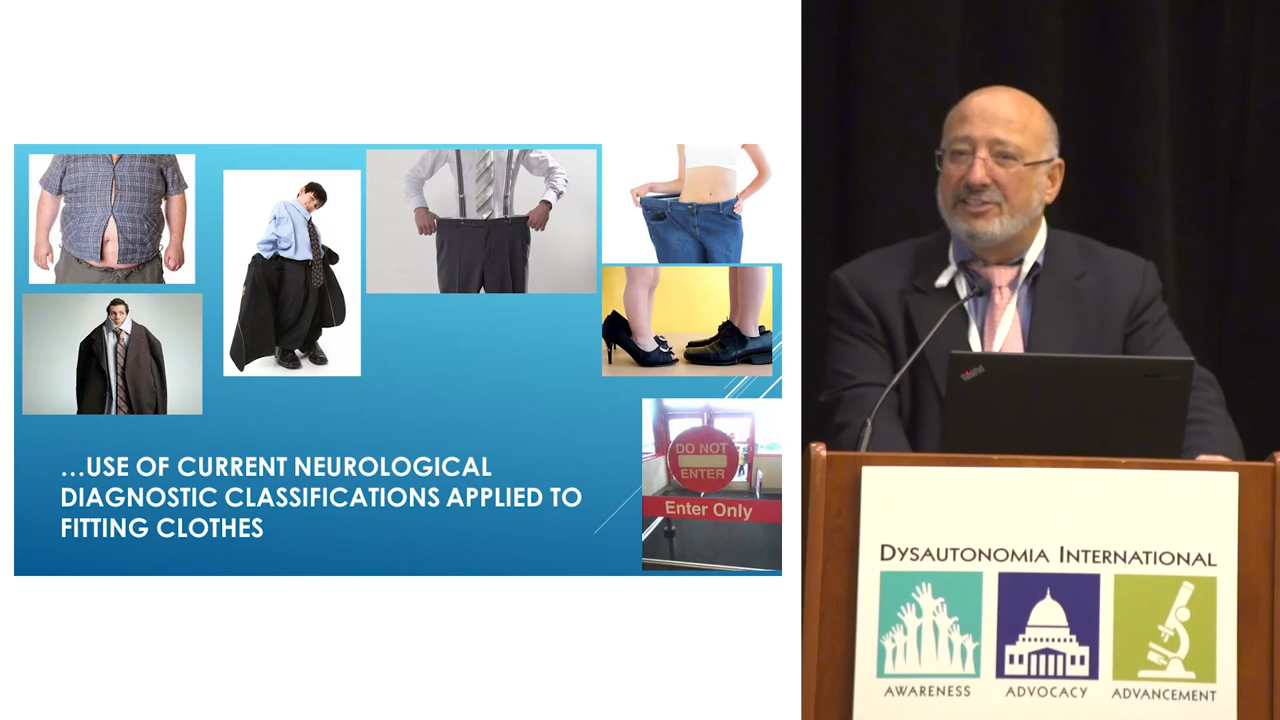 ...USE OF CURRENT NEUROLOGICAL
DIAGNOSTIC CLASSIFICATIONS APPLIED TO
FITTING CLOTHES
DO NOT
ENTER
Enter Only
ThinkPad
DYSAUTONOMIA INTERNATIONAL
AWARENESS
ADVOCACY
ADVANCEMENT